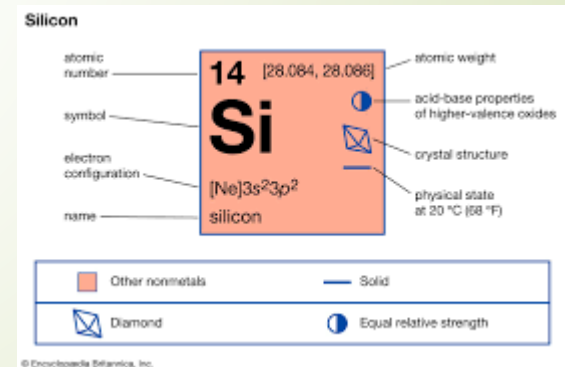 Silicon
atomic
number
14
[28.084, 28.086]
atomic weight
acid-base properties
of higher-valence oxides
symbol
Si
crystal structure
electron
configuration
[Ne]3s²3p²
physical state
at 20 °C (68 °F)
name
silicon
Other nonmetals
Solid
Diamond
Equal relative strength
© Encyclopædia Britannica, Inc.